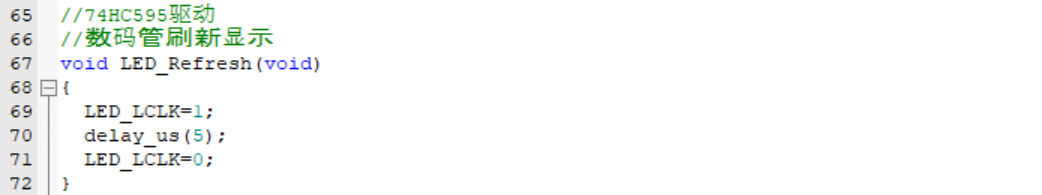 65 //74HC595驱动
66 //数码管刷新显示
67 void LED_Refresh(void)
68 {
69 LED_LCLK=1;
70 delay_us(5);
71 LED_LCLK=0;
72 }